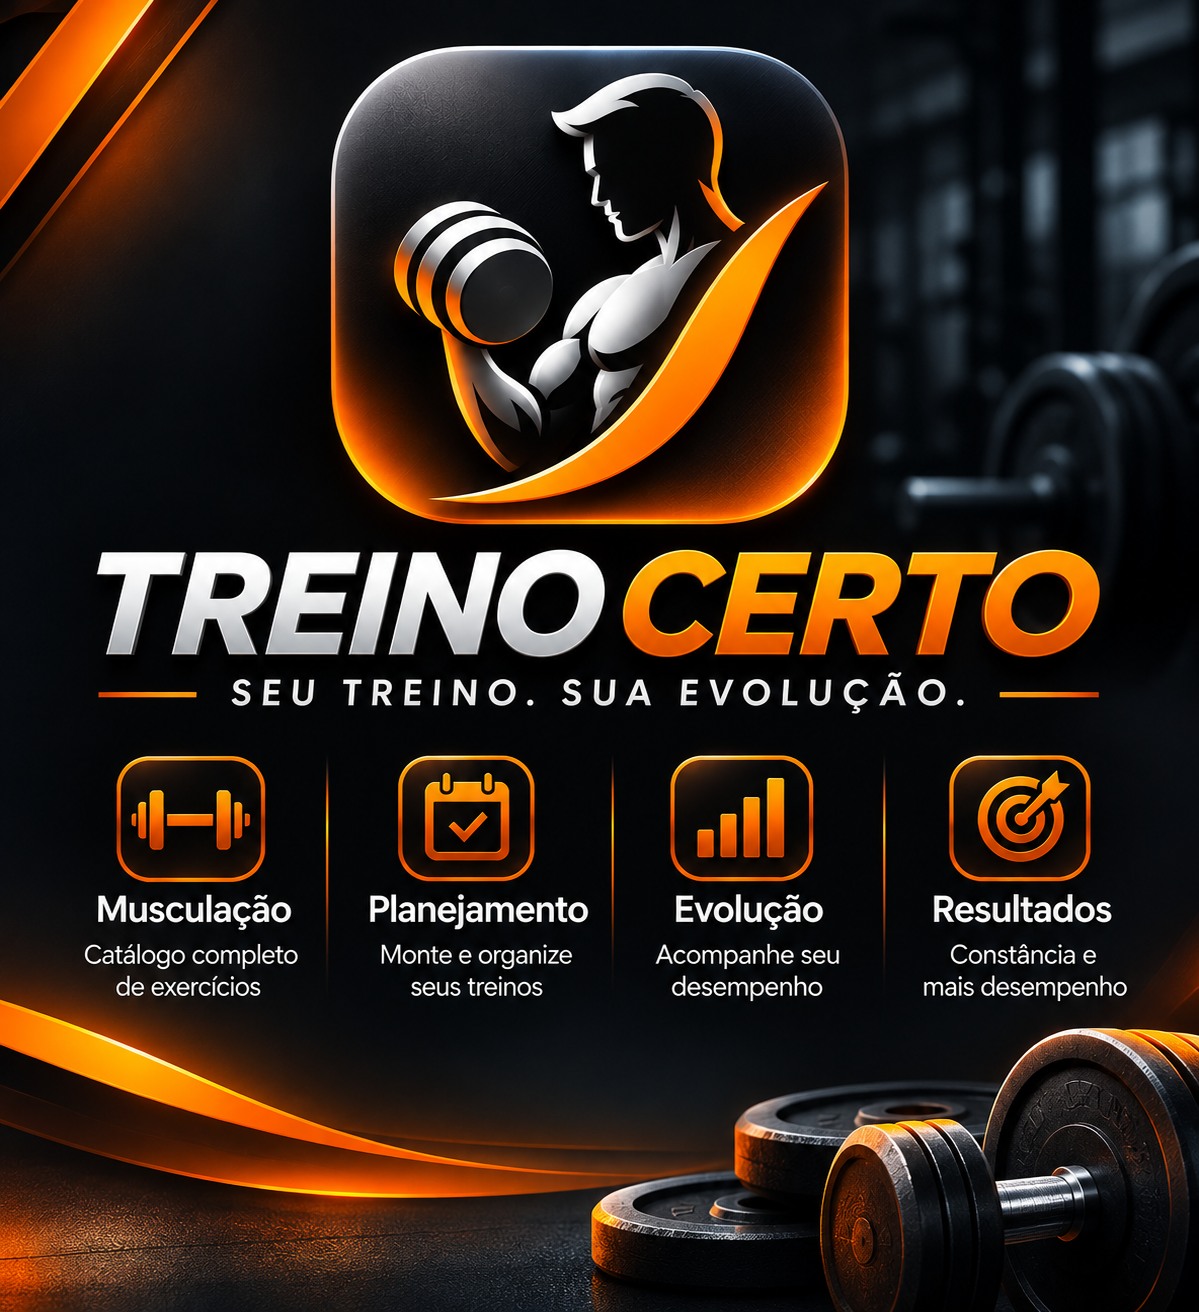 TREINO CERTO
SEU TREINO. SUA EVOLUÇÃO.
Musculação
Catálogo completo
de exercícios
Planejamento
Monte e organize
seus treinos
Evolução
Acompanhe seu
desempenho
Resultados
Constância e
mais desempenho